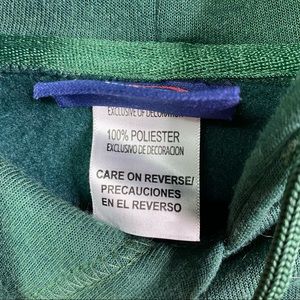 EXCLUSIVE OF DECORATION
100% POLIESTER
EXCLUSIVO DE DECORACION
CARE ON REVERSE/
PRECAUCIONES
EN EL REVERSO